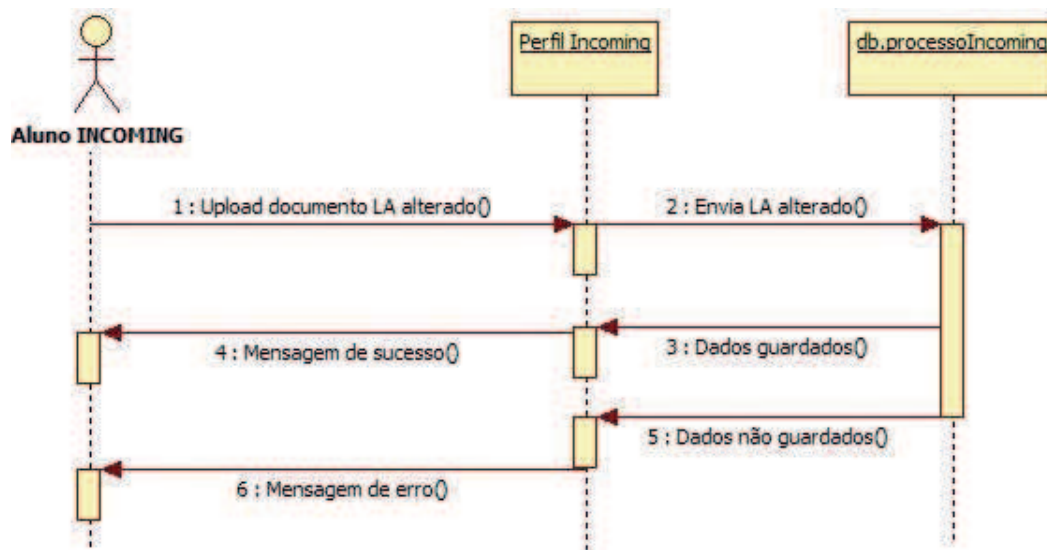 Perfil Incoming
db.processoIncoming
Aluno INCOMING
1 : Upload documento LA alterado()
2 : Envia LA alterado()
3 : Dados guardados()
4 : Mensagem de sucesso()
5 : Dados não guardados()
6 : Mensagem de erro()